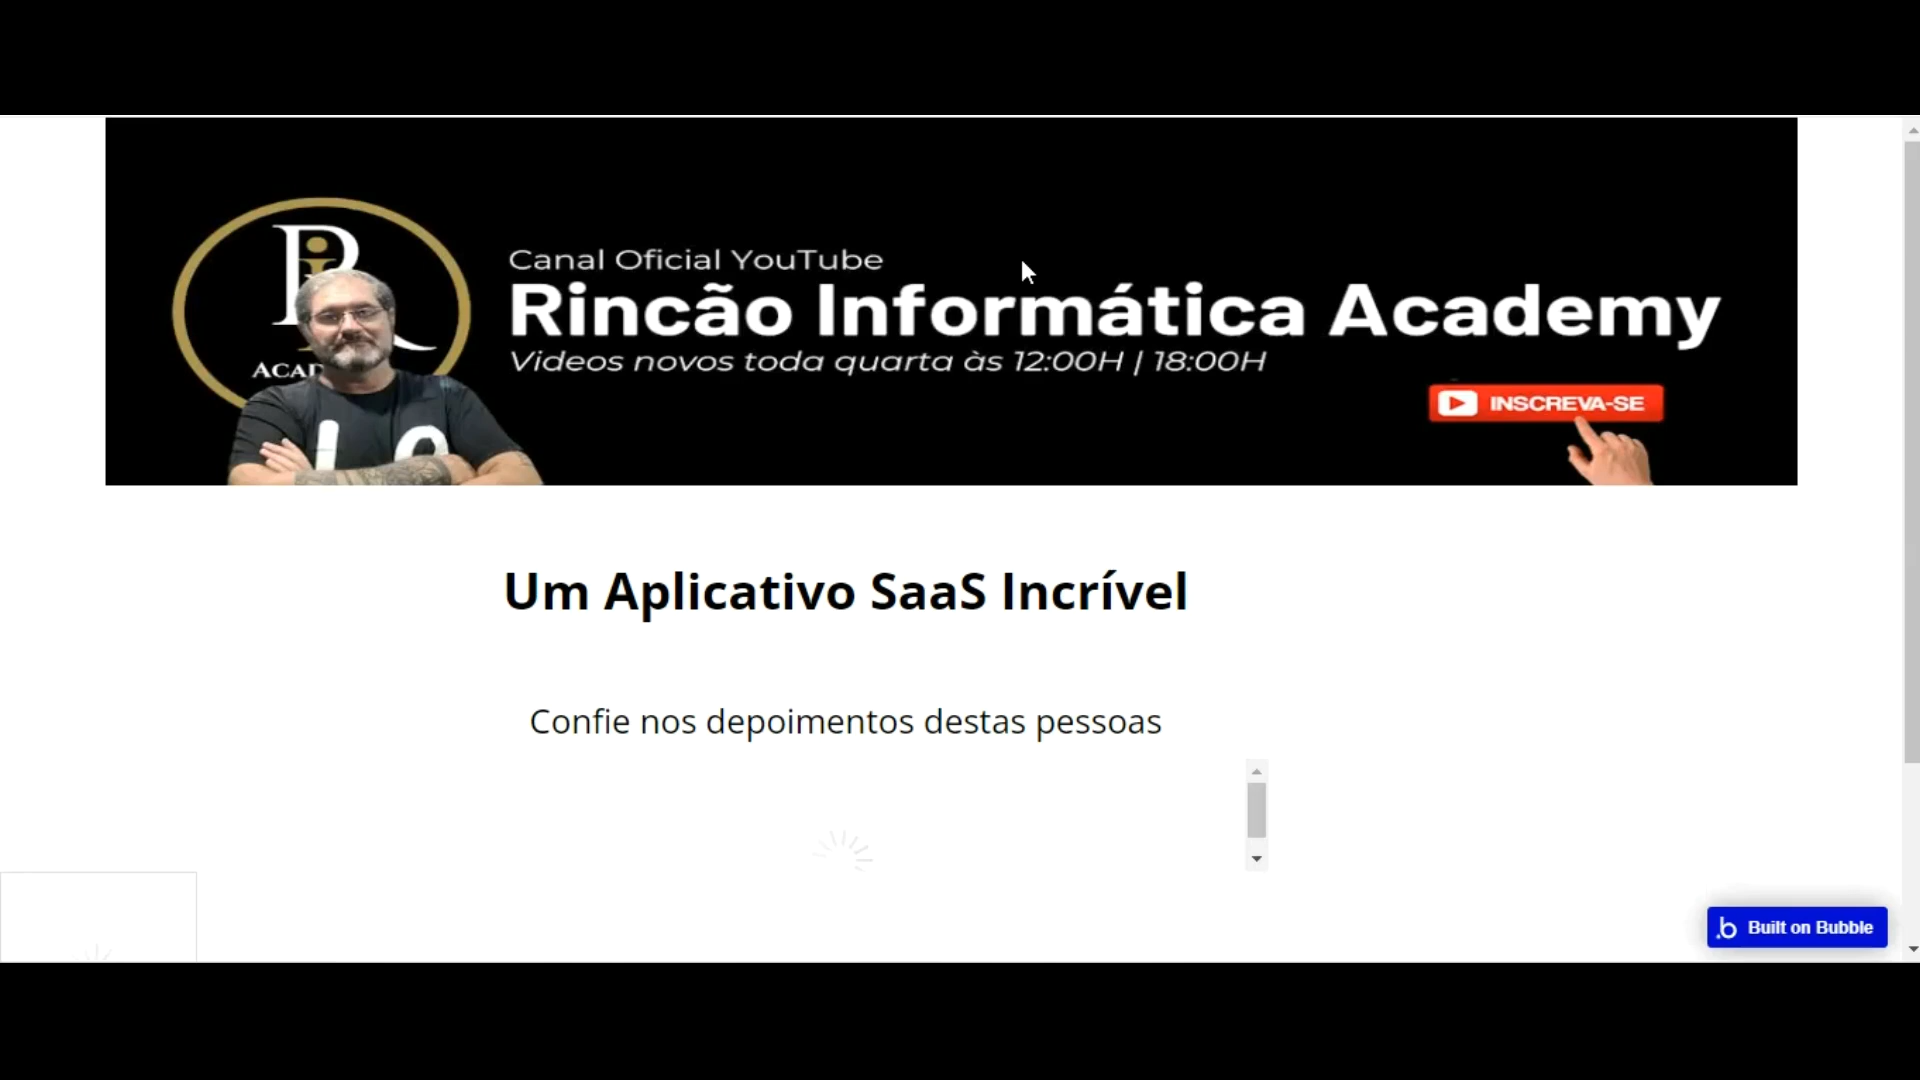 R
ACAD
Canal Oficial YouTube
Rincão Informática Academy
Videos novos toda quarta às 12:00H | 18:00H
INSCREVA-SE
Um Aplicativo SaaS Incrível
Confie nos depoimentos destas pessoas
.b Built on Bubble